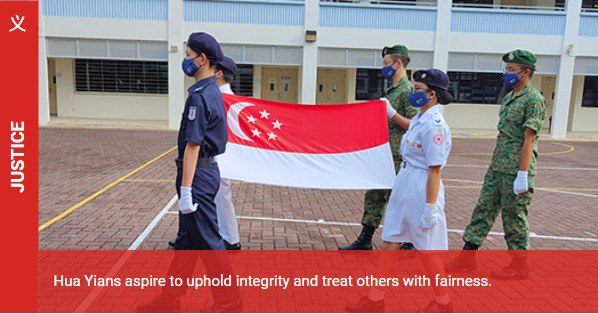 义
JUSTICE
Hua Yians aspire to uphold integrity and treat others with fairness.